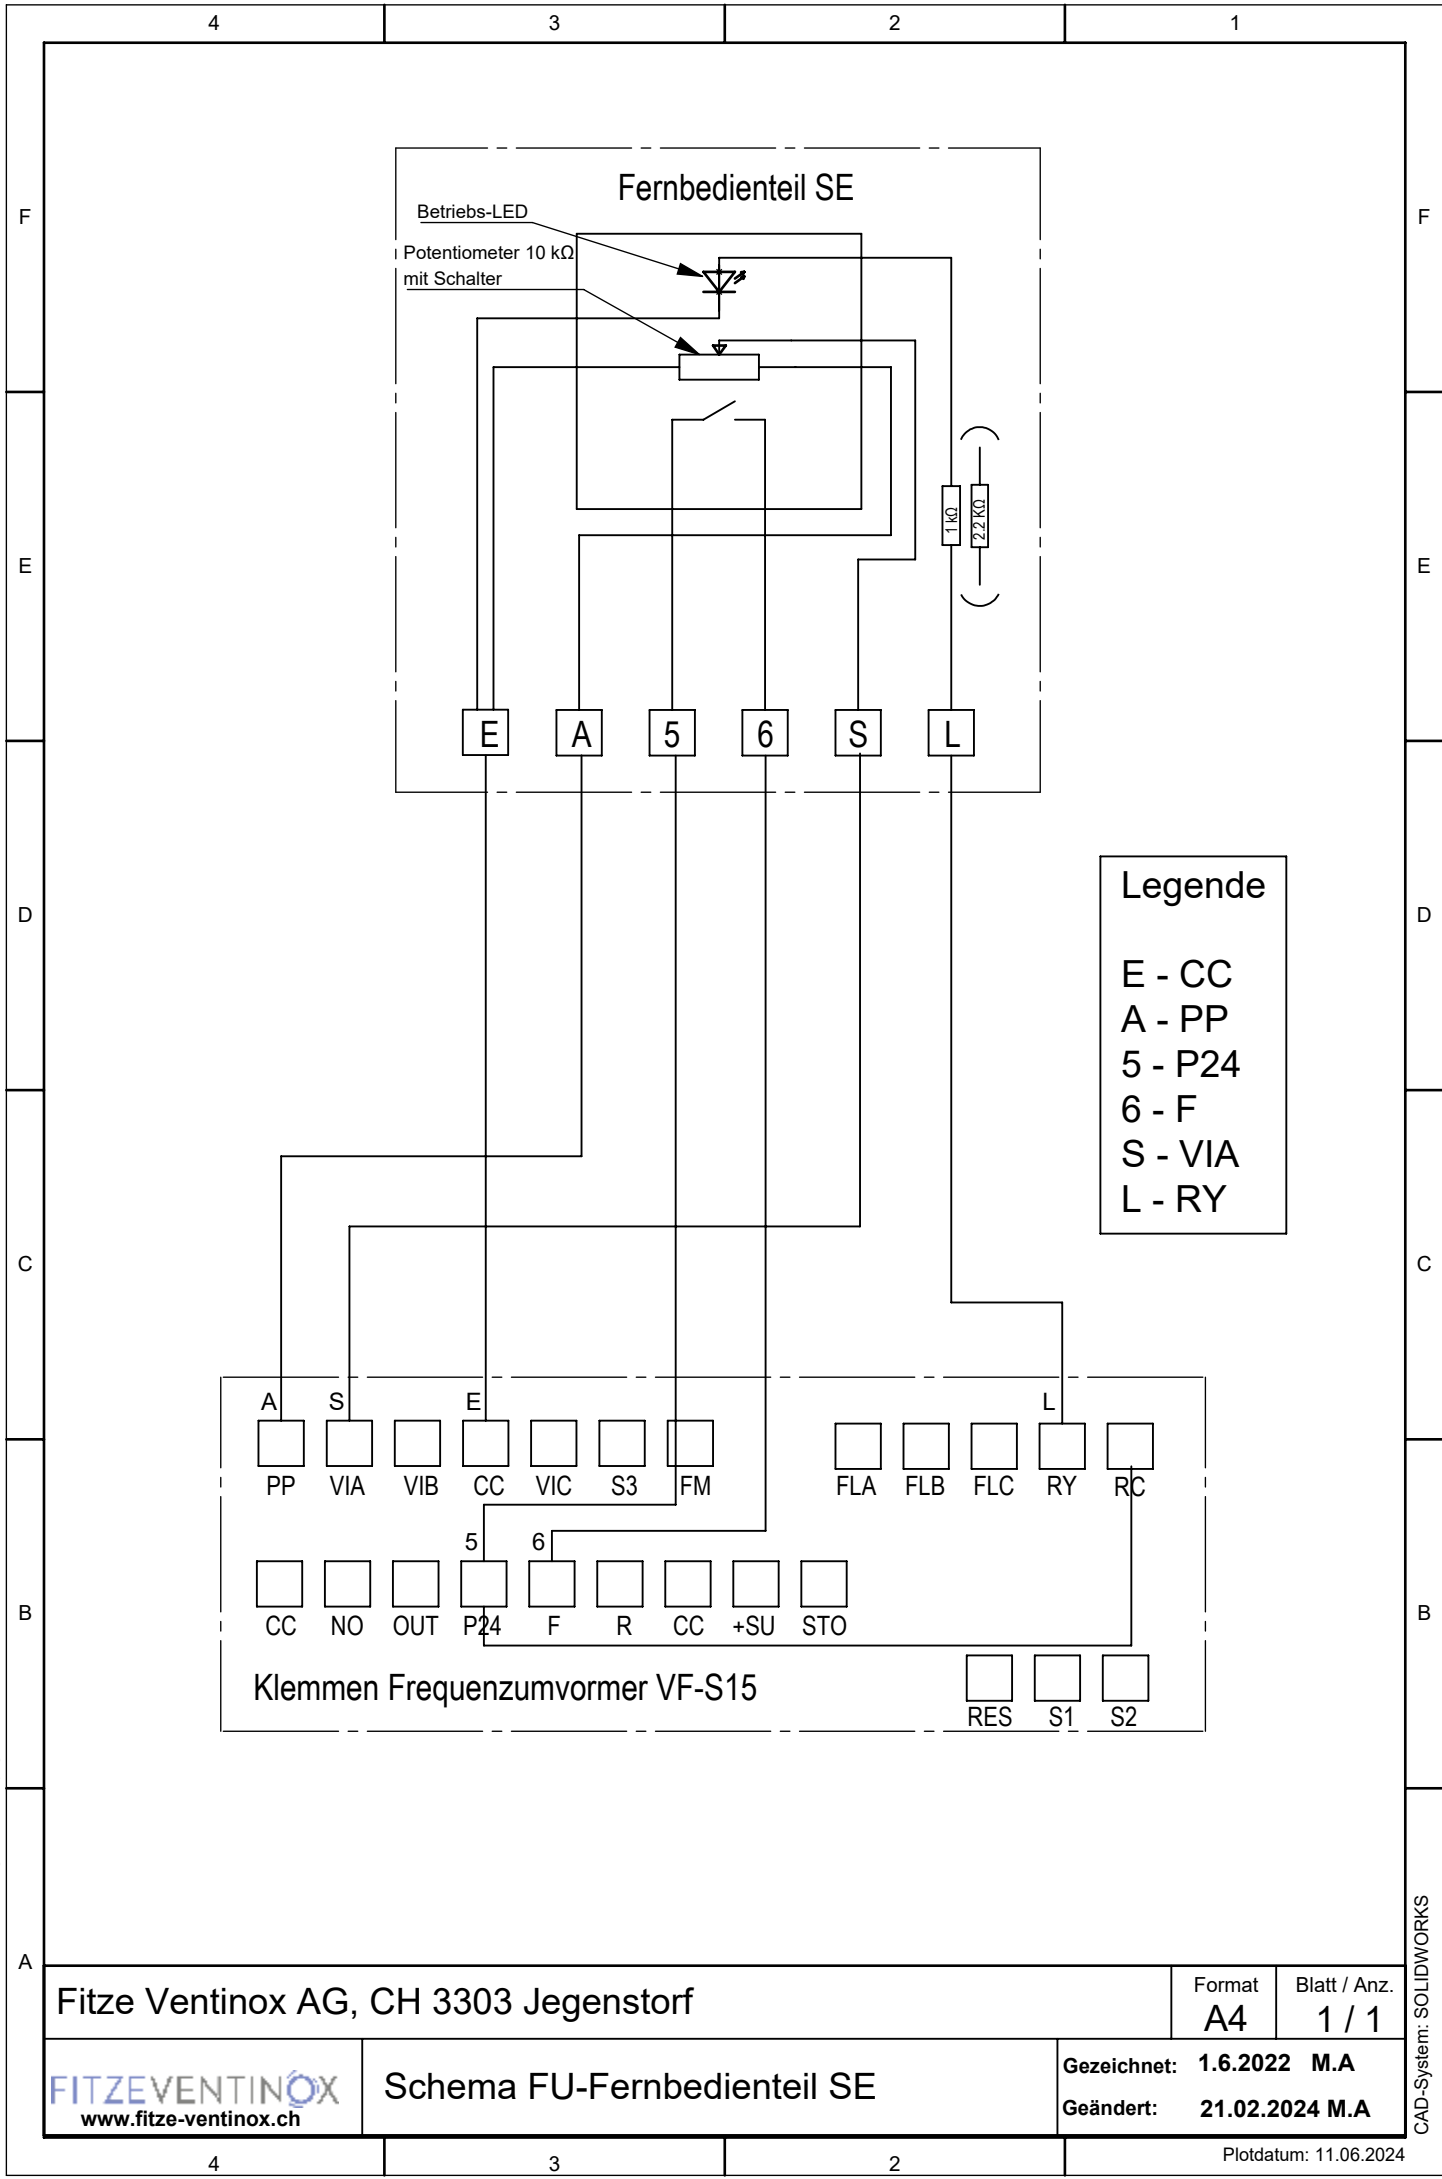 4 3 2 1
Fernbedienteil SE
F F
Betriebs-LED
Potentiometer 10 kΩ
mit Schalter
1 kΩ
2.2 KΩ
E E
E A 5 6 S L
Legende
D D
E - CC
A - PP
5 - P24
6 - F
S - VIA
L - RY
C C
A S E L
PP VIA VIB CC VIC S3 FM FLA FLB FLC RY RC
5 6
B B
CC NO OUT P24 F R CC +SU STO
Klemmen Frequenzumvormer VF-S15
RES S1 S2
A
CAD-System: SOLIDWORKS
Fitze Ventinox AG, CH 3303 Jegenstorf
Format
A4
Blatt / Anz.
1 / 1
FITZEVENTINOX
www.fitze-ventinox.ch
Schema FU-Fernbedienteil SE
Gezeichnet: 1.6.2022 M.A
Geändert: 21.02.2024 M.A
Plotdatum: 11.06.2024
4 3 2